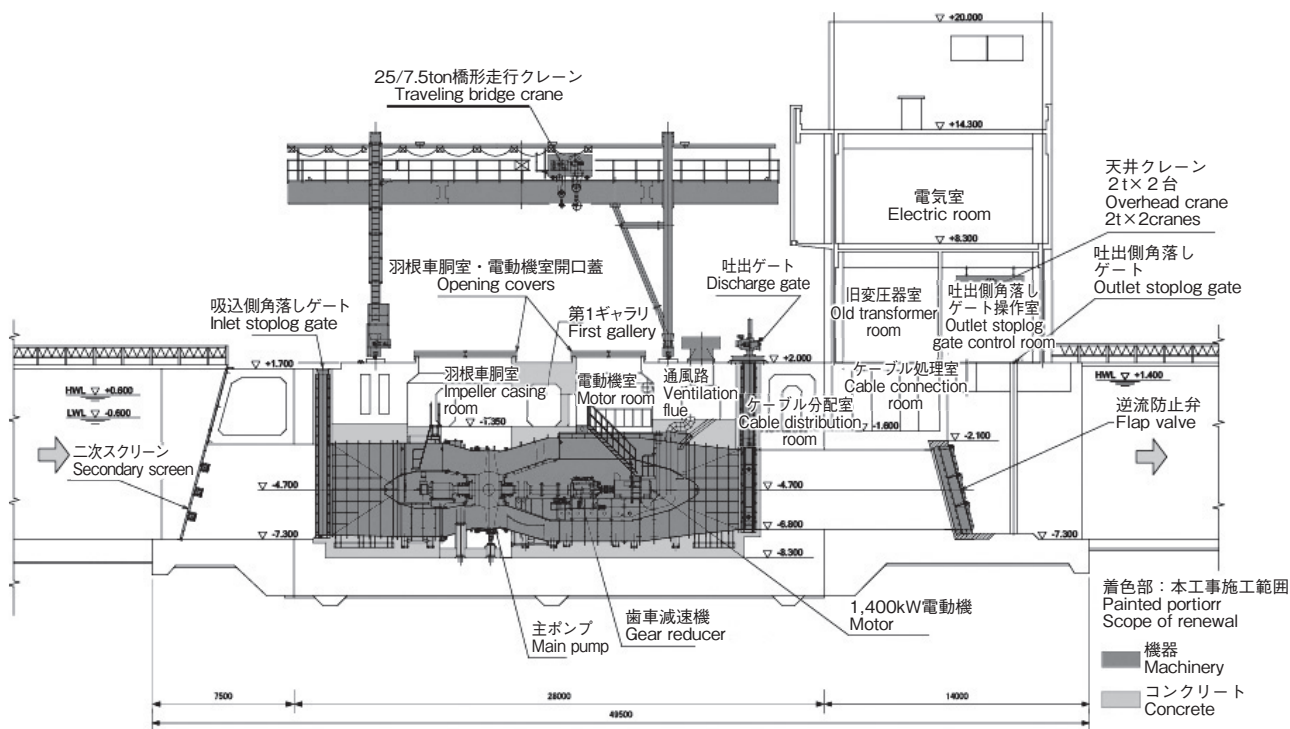 +20.000
25/7.5ton橋形走行クレーン
Traveling bridge crane
+14.300
天井クレーン
2t×2台
Overhead crane
2t×2cranes
電気室
Electric room
+8.300
羽根車胴室・電動機室開口蓋
Opening covers
吐出ゲート
Discharge gate
吐出側角落し
ゲート
Outlet stoplog gate
吸込側角落しゲート
Inlet stoplog gate
第1ギャラリ
First gallery
旧変圧器室
Old transformer
room
吐出側角落し
ゲート操作室
Outlet stoplog
gate control room
+1.700
+2.000
HWL +0.600
LWL -0.600
羽根車胴室
Impeller casing
room
電動機室
Motor room
通風路
Ventilation
flue
ケーブル処理室
Cable connection
room
HWL +1.400
-1.350
ケーブル分配室
Cable distribution
room
-1.600
逆流防止弁
Flap valve
-2.100
二次スクリーン
Secondary screen
-4.700
-4.700
-4.700
-6.800
-7.300
-7.300
-7.300
-8.300
主ポンプ
Main pump
歯車減速機
Gear reducer
1,400kW電動機
Motor
着色部：本工事施工範囲
Painted portiorr
Scope of renewal
機器
Machinery
コンクリート
Concrete
7500
28000
14000
49500